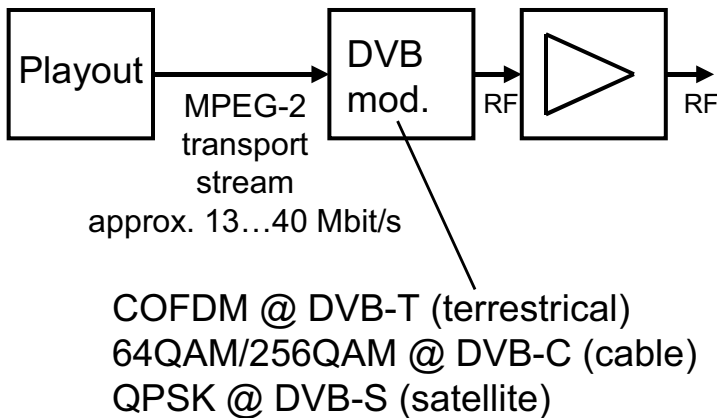 Playout
DVB
mod.
RF
RF
MPEG-2
transport
stream
approx. 13…40 Mbit/s
COFDM @ DVB-T (terrestrical)
64QAM/256QAM @ DVB-C (cable)
QPSK @ DVB-S (satellite)